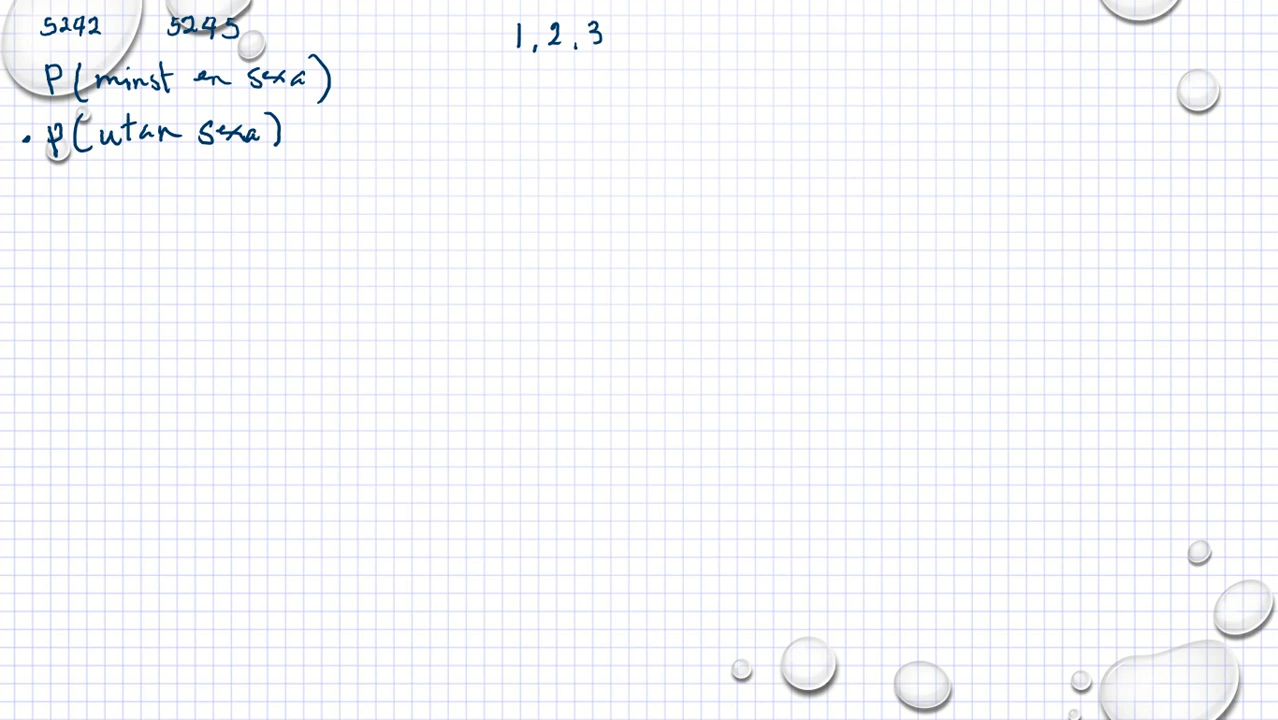 5242 5245
1, 2, 3
P(minst en sexa)
• P(utan sexa)